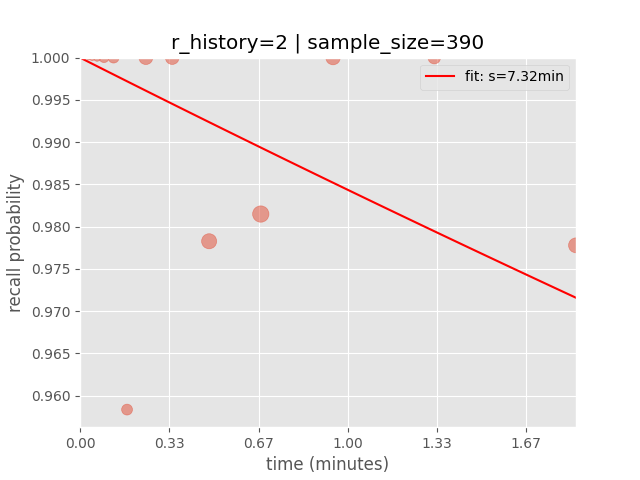 r_history=2 | sample_size=390
fit: s=7.32min
1.000
0.995
0.990
0.985
0.980
0.975
0.970
0.965
0.960
recall probability
0.00 0.33 0.67 1.00 1.33 1.67
time (minutes)